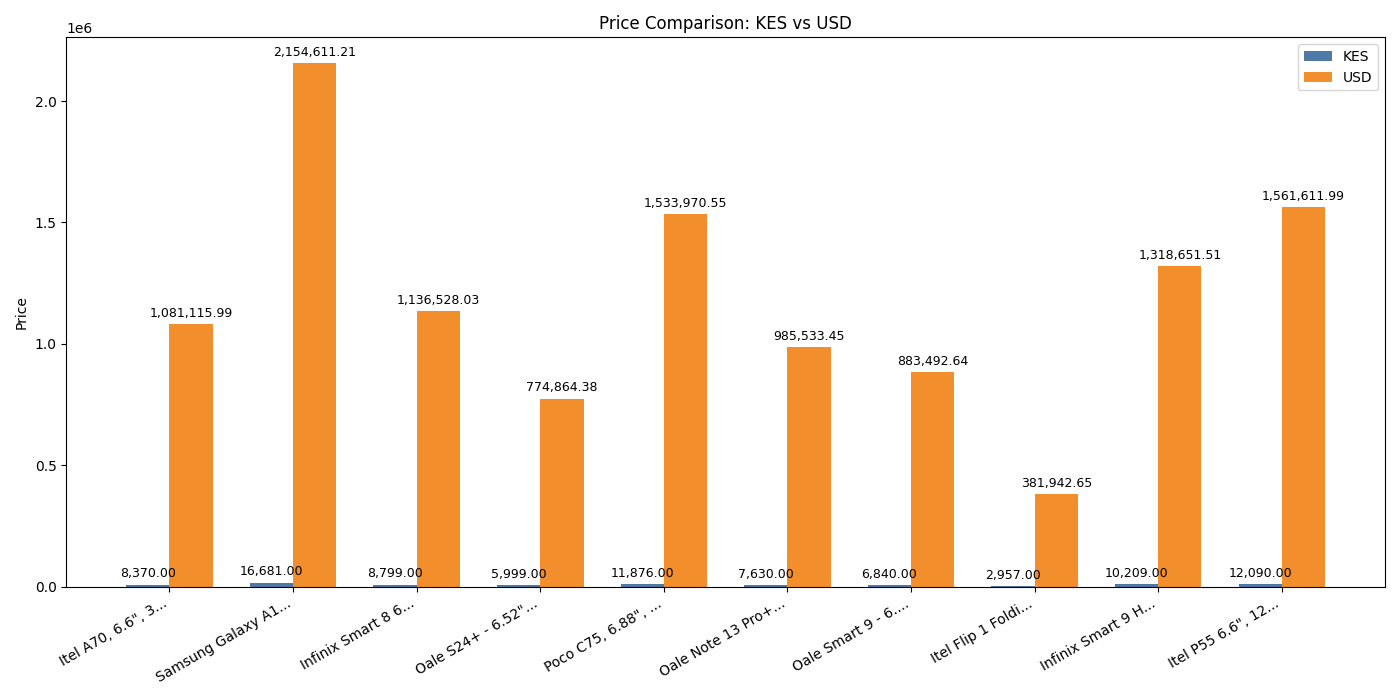 Price Comparison: KES vs USD
1e6
KES
USD
Price
2.0
1.5
1.0
0.5
0.0
8,370.00
1,081,115.99
16,681.00
2,154,611.21
8,799.00
1,136,528.03
5,999.00
774,864.38
11,876.00
1,533,970.55
7,630.00
985,533.45
6,840.00
883,492.64
2,957.00
381,942.65
10,209.00
1,318,651.51
12,090.00
1,561,611.99
Itel A70, 6.6", 3...
Samsung Galaxy A1...
Infinix Smart 8 6...
Oale S24+ - 6.52"...
Poco C75, 6.88", ...
Oale Note 13 Pro+...
Oale Smart 9 - 6....
Itel Flip 1 Foldi...
Infinix Smart 9 H...
Itel P55 6.6", 12...